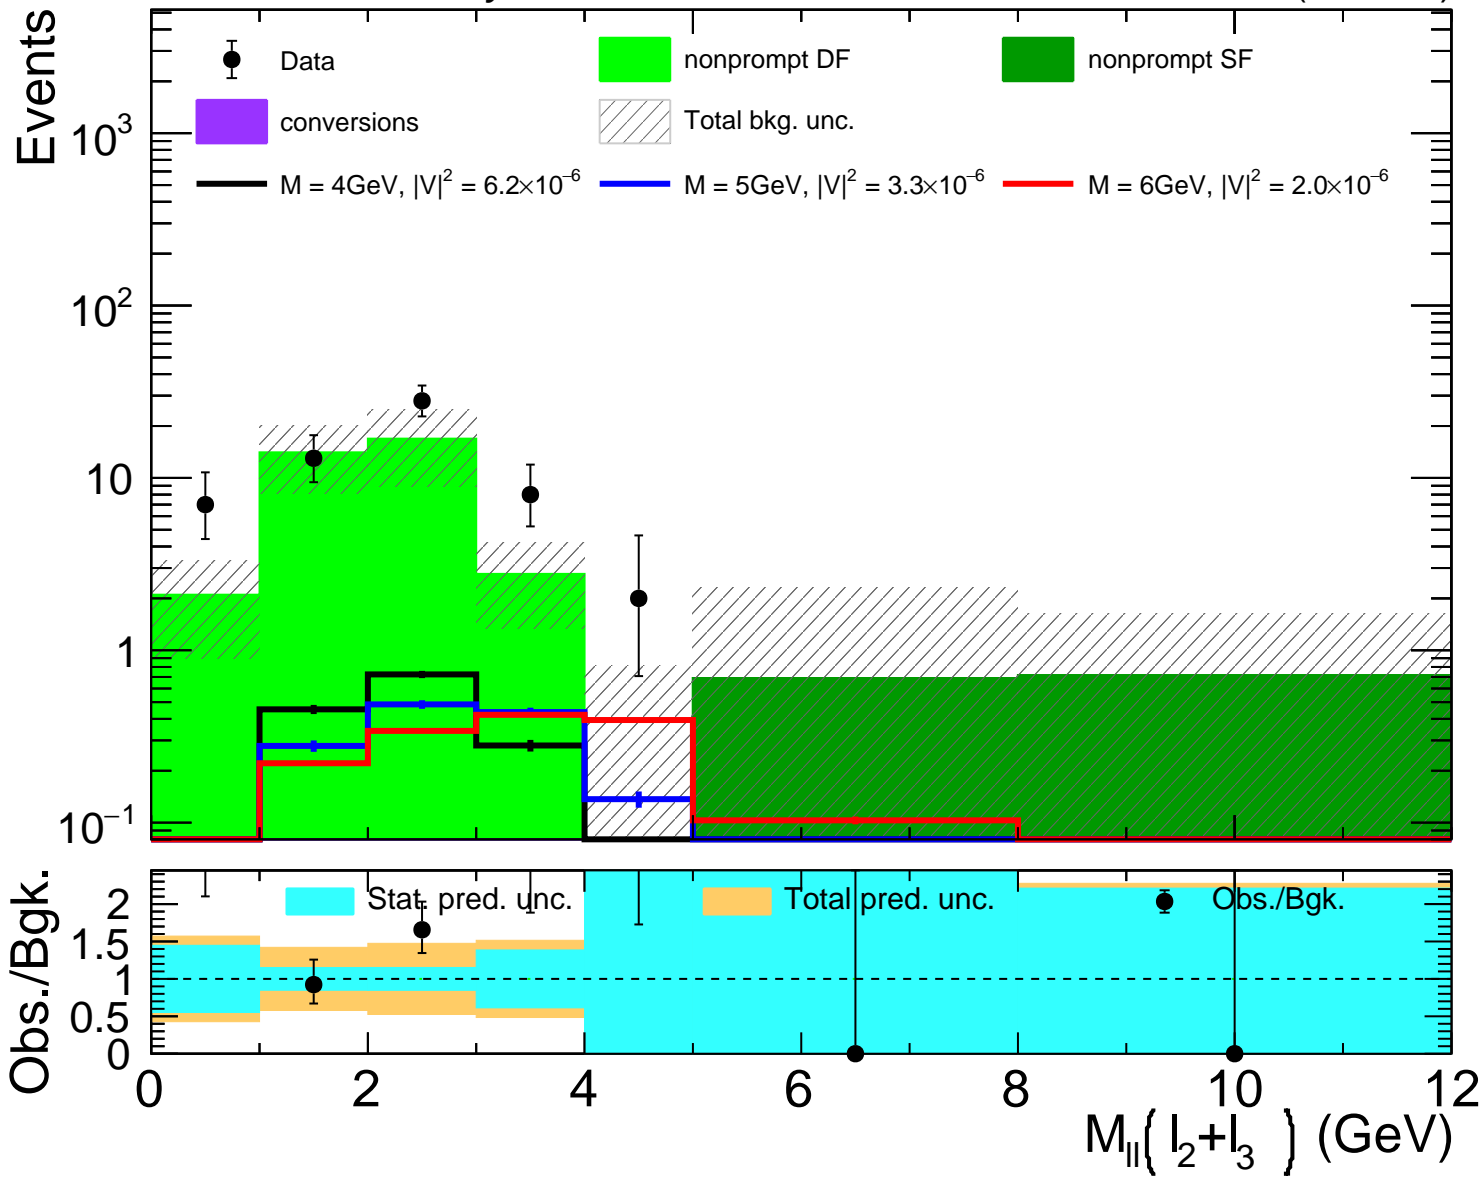 Events
Data
nonprompt DF
nonprompt SF
conversions
Total bkg. unc.
M = 4GeV, |V|² = 6.2×10⁻⁶
M = 5GeV, |V|² = 3.3×10⁻⁶
M = 6GeV, |V|² = 2.0×10⁻⁶
10³
10²
10
1
10⁻¹
Obs./Bgk.
Stat. pred. unc.
Total pred. unc.
Obs./Bgk.
2
1.5
1
0.5
0
0 2 4 6 8 10 12
M_ll{ l₂+l₃ } (GeV)